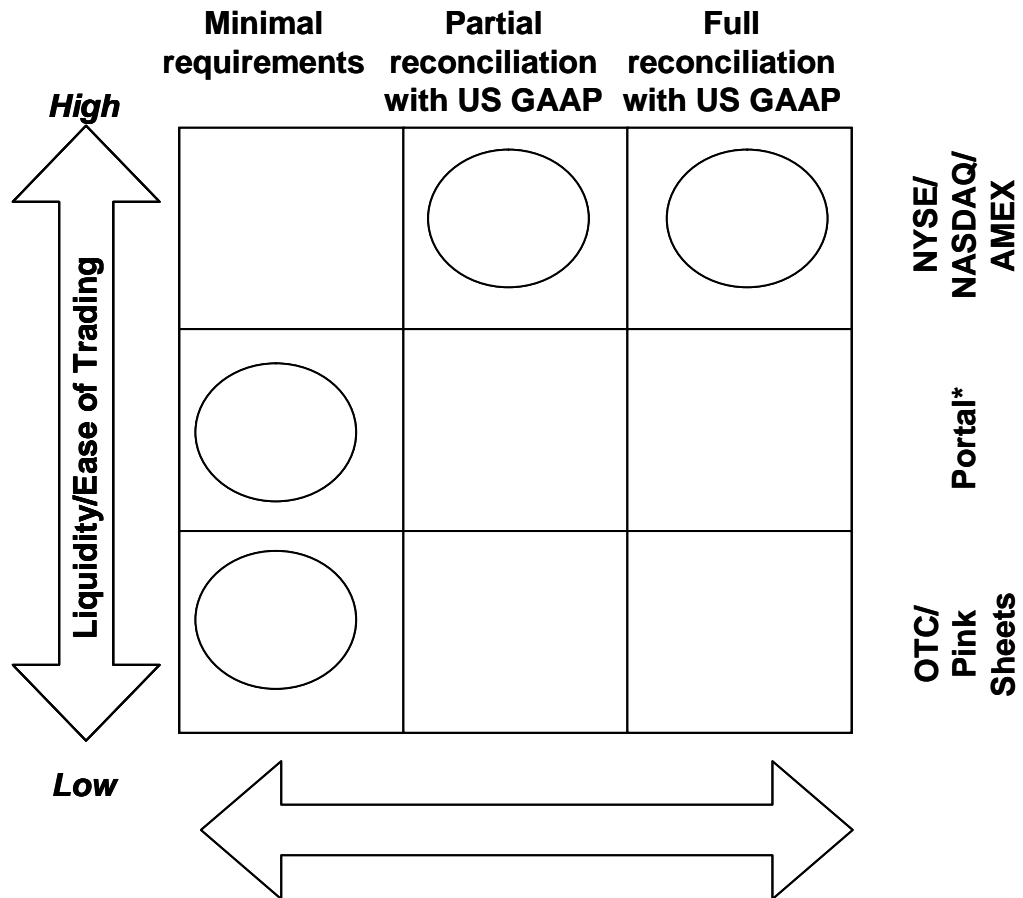 Minimal
requirements
Partial
reconciliation
with US GAAP
Full
reconciliation
with US GAAP
High
Liquidity/Ease of Trading
Low
NYSE/
NASDAQ/
AMEX
Portal*
OTC/
Pink
Sheets